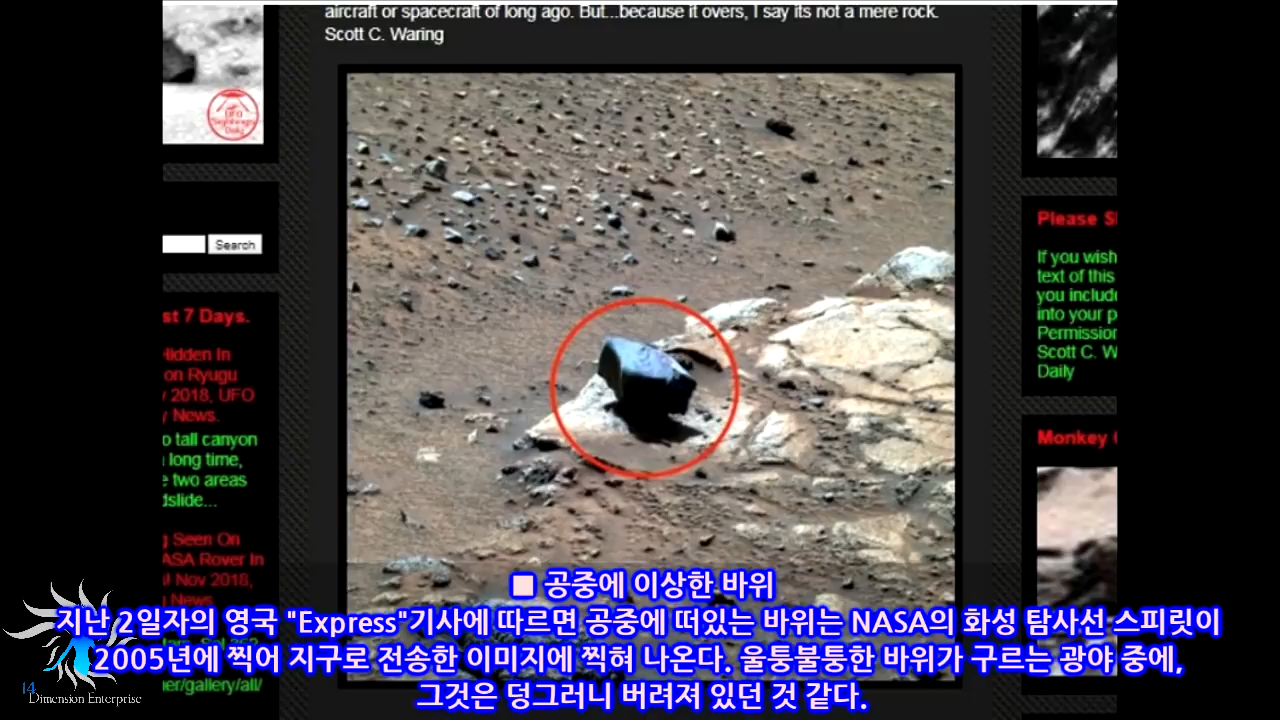 aircraft or spacecraft of long ago. But...because it overs, I say its not a mere rock.
Scott C. Waring
Search
st 7 Days.
Hidden In
on Ryugu
2018, UFO
News.
o tall canyon
long time,
two areas
dslide...
Seen On
ASA Rover In
Nov 2018,
News
er/gallery/all/
Please
If you wish
text of this
you include
into your p
Permission
Scott C. W
Daily
Monkey
■ 공중에 이상한 바위
지난 2일자의 영국 "Express"기사에 따르면 공중에 떠있는 바위는 NASA의 화성 탐사선 스피릿이
2005년에 찍어 지구로 전송한 이미지에 찍혀 나온다. 울퉁불퉁한 바위가 구르는 광야 중에,
그것은 덩그러니 버려져 있던 것 같다.
14
Dimension Enterprise